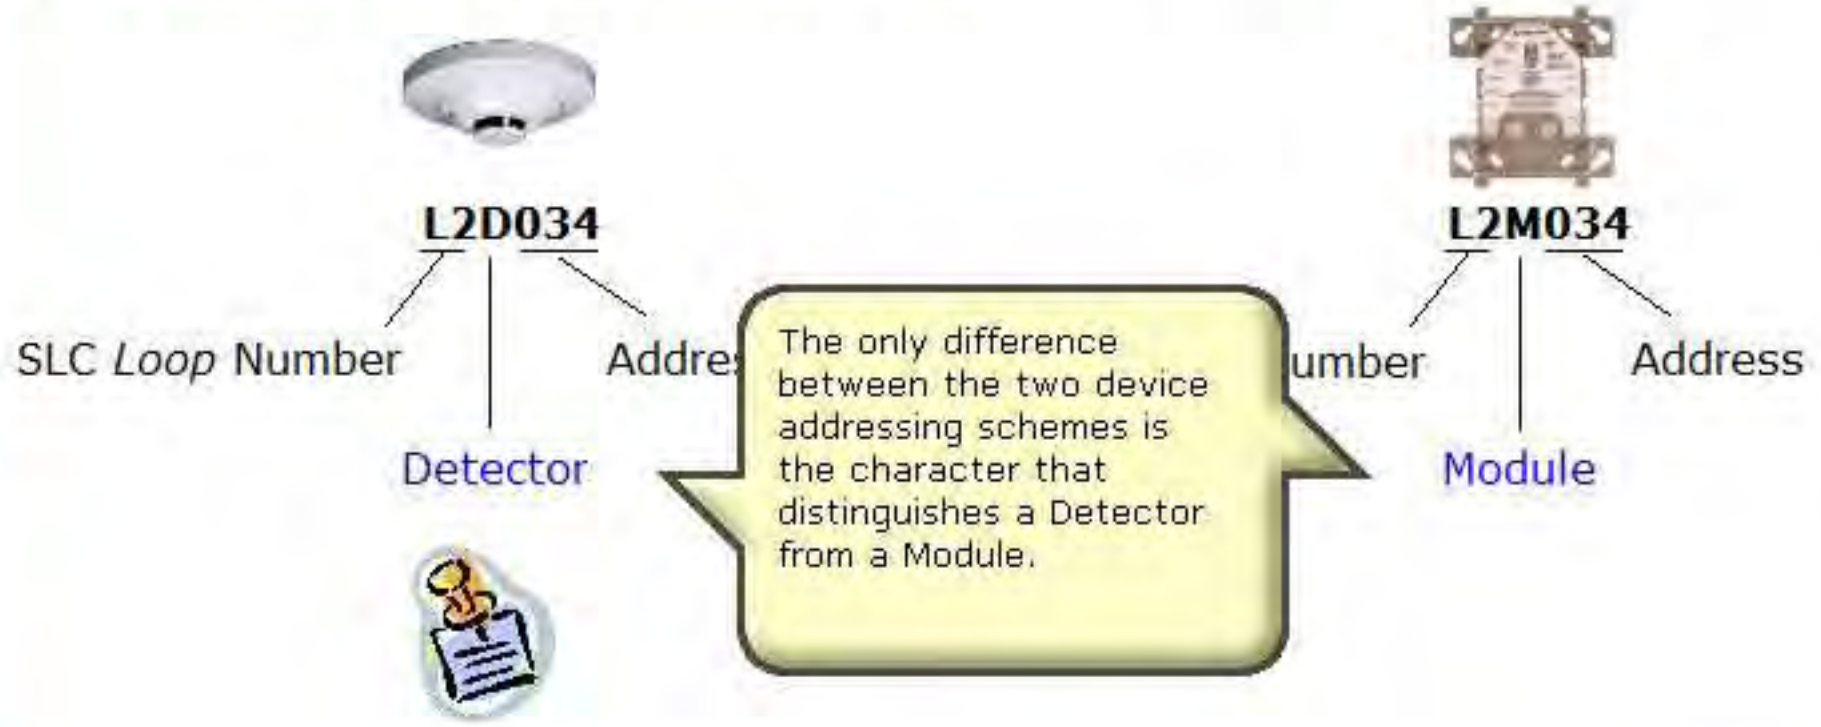 L2D034
L2M034
SLC Loop Number
Addre
umber
Address
The only difference
between the two device
addressing schemes is
the character that
distinguishes a Detector
from a Module.
Detector
Module